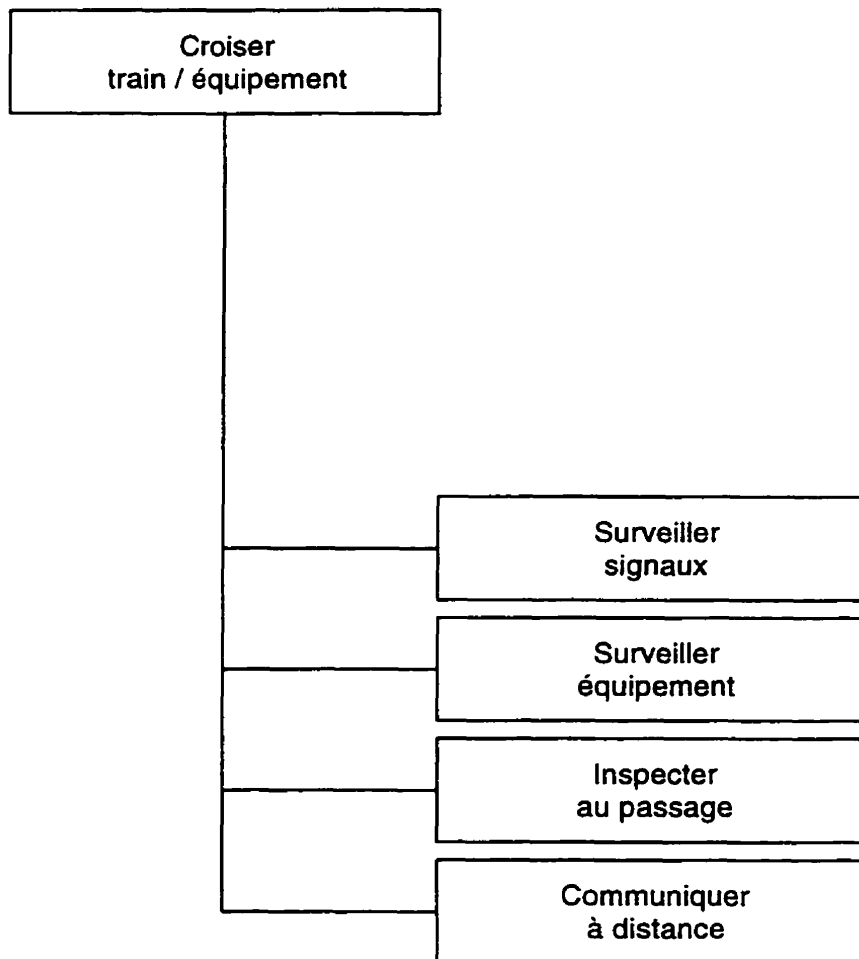 Croiser
train / équipement
Surveiller
signaux
Surveiller
équipement
Inspecter
au passage
Communiquer
à distance